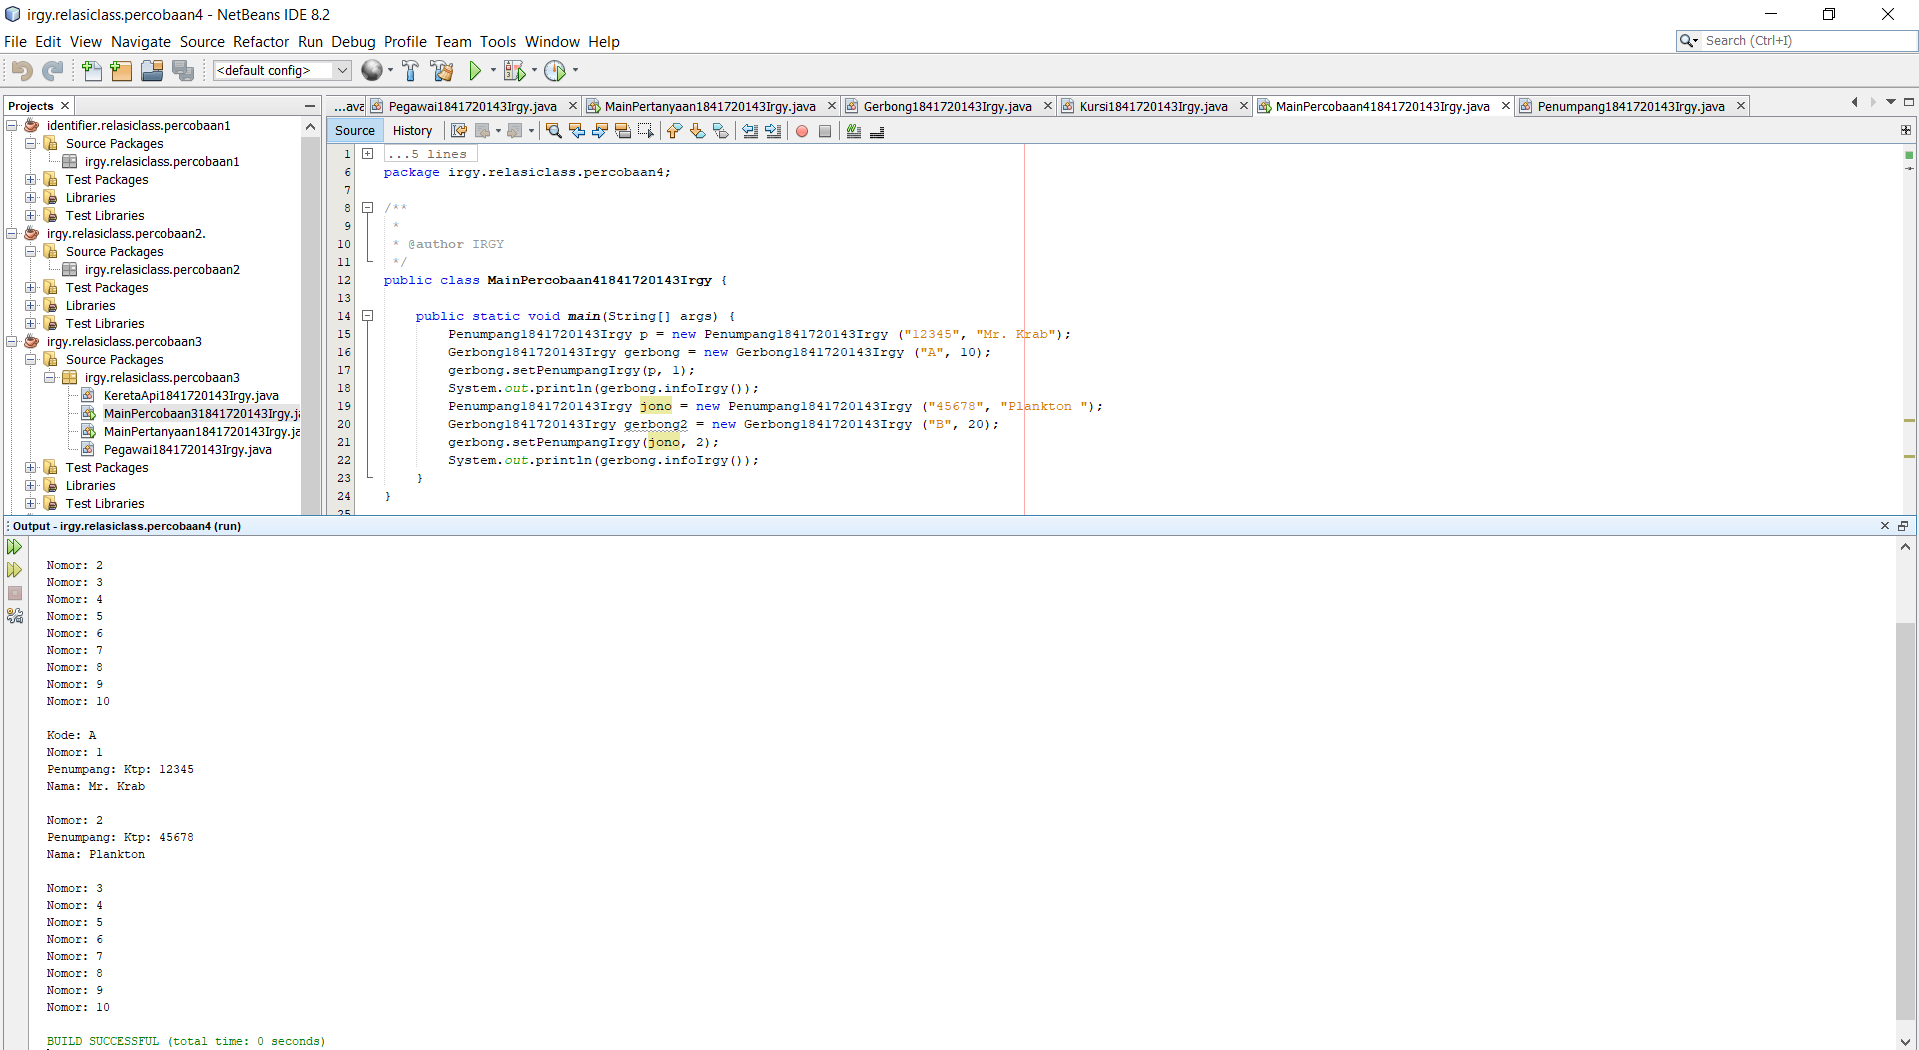 irgy.relasiclass.percobaan4 - NetBeans IDE 8.2
File Edit View Navigate Source Refactor Run Debug Profile Team Tools Window Help
Search (Ctrl+I)
<default config>
Projects
...ava Pegawai1841720143Irgy.java MainPertanyaan1841720143Irgy.java Gerbong1841720143Irgy.java Kursi1841720143Irgy.java MainPercobaan41841720143Irgy.java Penumpang1841720143Irgy.java
identifier.relasiclass.percobaan1
Source Packages
irgy.relasiclass.percobaan1
Test Packages
Libraries
Test Libraries
irgy.relasiclass.percobaan2.
Source Packages
irgy.relasiclass.percobaan2
Test Packages
Libraries
Test Libraries
irgy.relasiclass.percobaan3
Source Packages
irgy.relasiclass.percobaan3
KeretaApi1841720143Irgy.java
MainPercobaan31841720143Irgy.ja
MainPertanyaan1841720143Irgy.ja
Pegawai1841720143Irgy.java
Test Packages
Libraries
Test Libraries
Source History
1 ...5 lines
6 package irgy.relasiclass.percobaan4;
7
8 /**
9 *
10 * @author IRGY
11 */
12 public class MainPercobaan41841720143Irgy {
13
14 public static void main(String[] args) {
15 Penumpang1841720143Irgy p = new Penumpang1841720143Irgy ("12345", "Mr. Krab");
16 Gerbong1841720143Irgy gerbong = new Gerbong1841720143Irgy ("A", 10);
17 gerbong.setPenumpangIrgy(p, 1);
18 System.out.println(gerbong.infoIrgy());
19 Penumpang1841720143Irgy jono = new Penumpang1841720143Irgy ("45678", "Plankton ");
20 Gerbong1841720143Irgy gerbong2 = new Gerbong1841720143Irgy ("B", 20);
21 gerbong.setPenumpangIrgy(jono, 2);
22 System.out.println(gerbong.infoIrgy());
23 }
24 }
25
Output - irgy.relasiclass.percobaan4 (run)
Nomor: 2
Nomor: 3
Nomor: 4
Nomor: 5
Nomor: 6
Nomor: 7
Nomor: 8
Nomor: 9
Nomor: 10
Kode: A
Nomor: 1
Penumpang: Ktp: 12345
Nama: Mr. Krab
Nomor: 2
Penumpang: Ktp: 45678
Nama: Plankton
Nomor: 3
Nomor: 4
Nomor: 5
Nomor: 6
Nomor: 7
Nomor: 8
Nomor: 9
Nomor: 10
BUILD SUCCESSFUL (total time: 0 seconds)